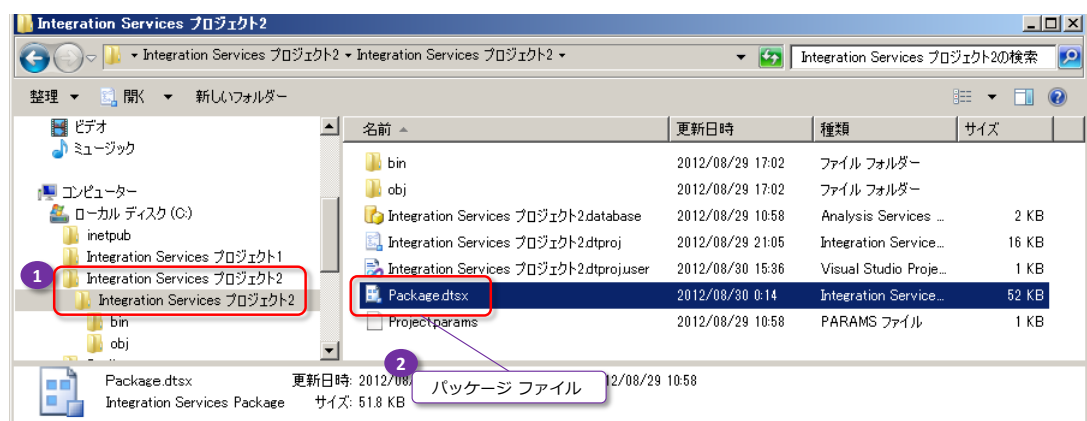 Integration Services プロジェクト2
Integration Services プロジェクト2 Integration Services プロジェクト2
Integration Services プロジェクト2の検索
整理 開く 新しいフォルダー
ビデオ
ミュージック
コンピューター
ローカル ディスク (C:)
inetpub
Integration Services プロジェクト1
1
Integration Services プロジェクト2
Integration Services プロジェクト2
bin
obj
名前 更新日時 種類 サイズ
bin 2012/08/29 17:02 ファイル フォルダー
obj 2012/08/29 17:02 ファイル フォルダー
Integration Services プロジェクト2.database 2012/08/29 10:58 Analysis Services ... 2 KB
Integration Services プロジェクト2.dtproj 2012/08/29 21:05 Integration Service... 16 KB
Integration Services プロジェクト2.dtproj.user 2012/08/30 15:36 Visual Studio Proje... 1 KB
Package.dtsx 2012/08/30 0:14 Integration Service... 52 KB
Project.params 2012/08/29 10:58 PARAMS ファイル 1 KB
2
パッケージ ファイル
Package.dtsx 更新日時: 2012/08/ 12/08/29 10:58
Integration Services Package サイズ: 51.8 KB